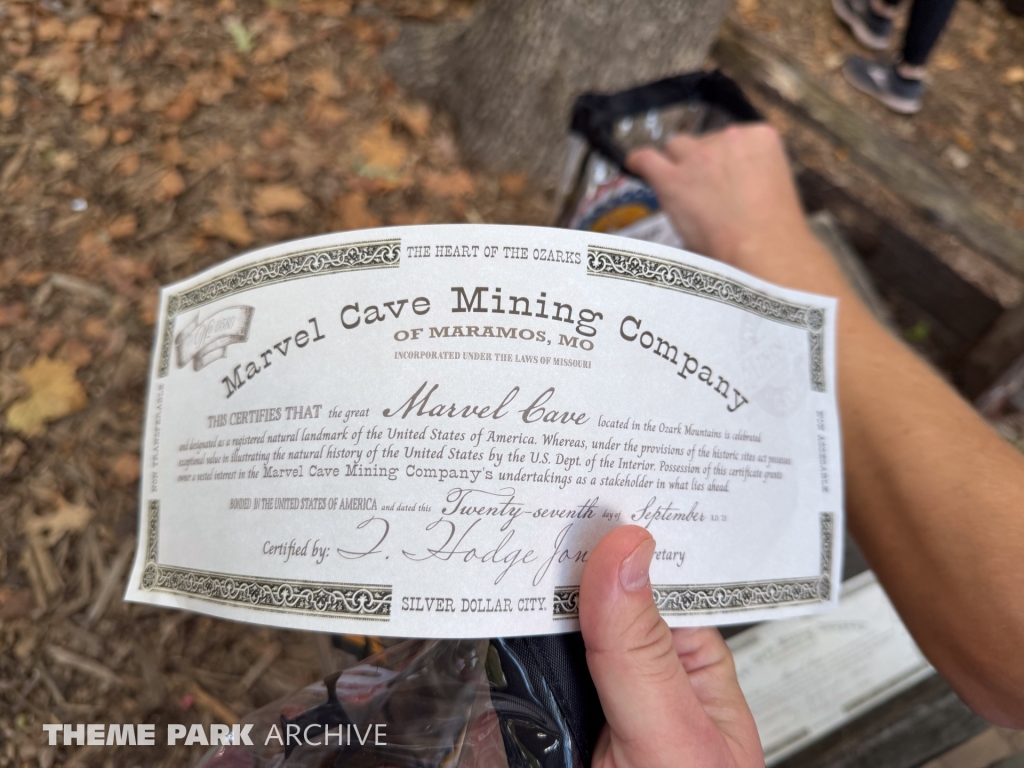 THE HEART OF THE OZARKS
Marvel Cave Mining Company
OF MARAMOS, MO
INCORPORATED UNDER THE LAWS OF MISSOURI
THIS CERTIFIES THAT the great Marvel Cave located in the Ozark Mountains is celebrated
and designated as a registered natural landmark of the United States of America. Whereas, under the provisions of the historic sites act possesses
exceptional value in illustrating the natural history of the United States by the U.S. Dept. of the Interior. Possession of this certificate grants
owner a vested interest in the Marvel Cave Mining Company's undertakings as a stakeholder in what lies ahead.
BONDED IN THE UNITED STATES OF AMERICA and dated this Twenty-seventh day of September A.D.
Certified by: J. Hodge Jon retary
SILVER DOLLAR CITY.
NON TRANSFERABLE
THEME PARK ARCHIVE